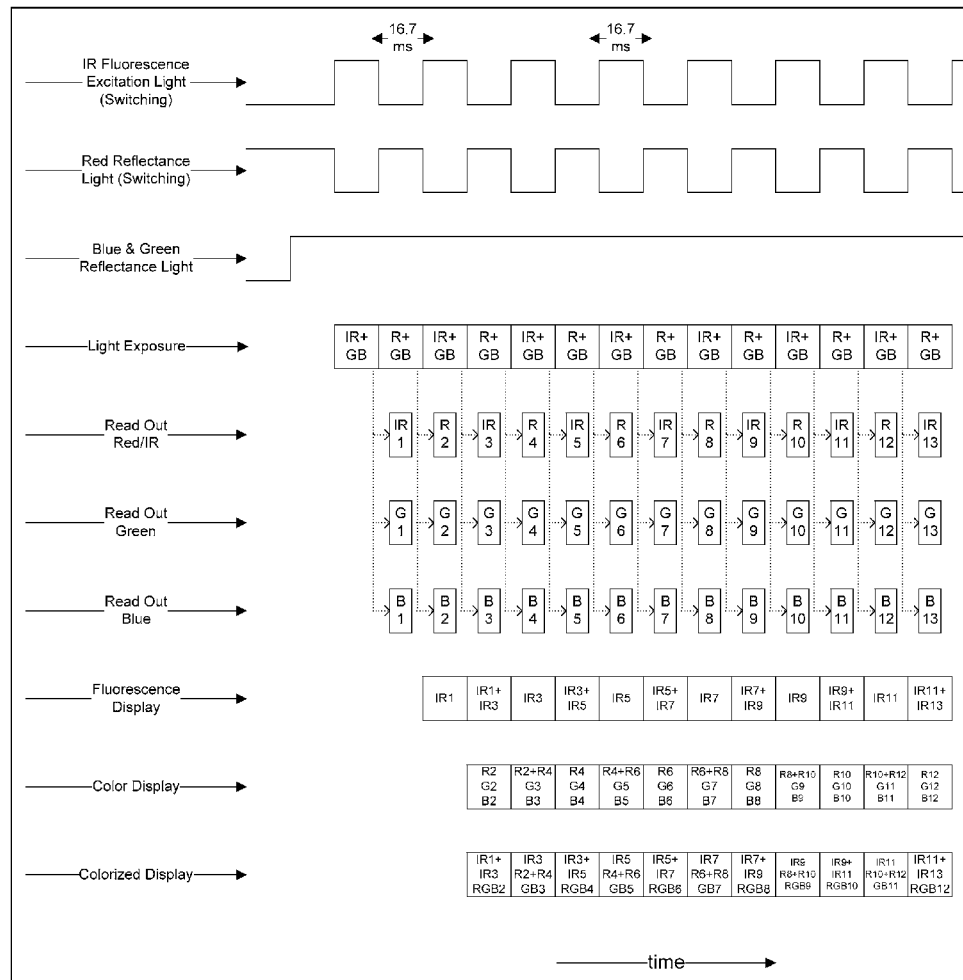 16.7
ms
16.7
ms
IR Fluorescence
Excitation Light
(Switching)
Red Reflectance
Light (Switching)
Blue & Green
Reflectance Light
Light Exposure
IR+ R+ IR+ R+ IR+ R+ IR+ R+ IR+ R+ IR+ R+ IR+ R+
GB GB GB GB GB GB GB GB GB GB GB GB GB GB
Read Out
Red/IR
IR R IR R IR R IR R IR R IR R IR
1 2 3 4 5 6 7 8 9 10 11 12 13
Read Out
Green
G G G G G G G G G G G G G
1 2 3 4 5 6 7 8 9 10 11 12 13
Read Out
Blue
B B B B B B B B B B B B B
1 2 3 4 5 6 7 8 9 10 11 12 13
Fluorescence
Display
IR1 IR1+ IR3 IR3+ IR5 IR5+ IR7 IR7+ IR9 IR9+ IR11 IR11+
IR3 IR5 IR7 IR9 IR11 IR13
Color Display
R2 R2+R4 R4 R4+R6 R6 R6+R8 R8 R8+R10 R10 R10+R12 R12
G2 G3 G4 G5 G6 G7 G8 G9 G10 G11 G12
B2 B3 B4 B5 B6 B7 B8 B9 B10 B11 B12
Colorized Display
IR1+ IR3 IR3+ IR5 IR5+ IR7 IR7+ IR9 IR9+ IR11 IR11+
IR3 R2+R4 IR5 R4+R6 IR7 R6+R8 IR9 R8+R10 IR11 R10+R12 IR13
RGB2 GB3 RGB4 GB5 RGB6 GB7 RGB8 RGB9 RGB10 GB11 RGB12
time